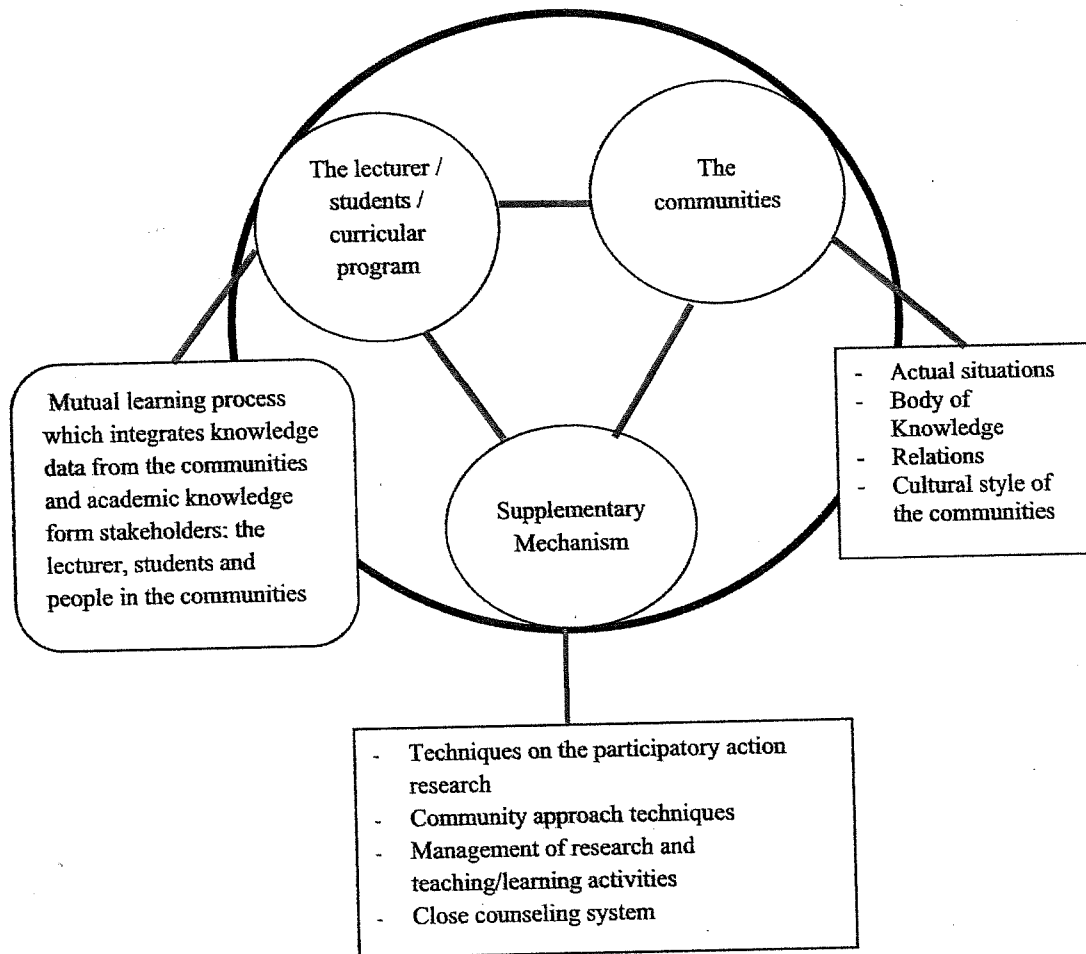 The lecturer /
students /
curricular
program
The
communities
Supplementary
Mechanism
Mutual learning process
which integrates knowledge
data from the communities
and academic knowledge
form stakeholders: the
lecturer, students and
people in the communities
- Actual situations
- Body of
Knowledge
- Relations
- Cultural style of
the communities
- Techniques on the participatory action
research
- Community approach techniques
- Management of research and
teaching/learning activities
- Close counseling system